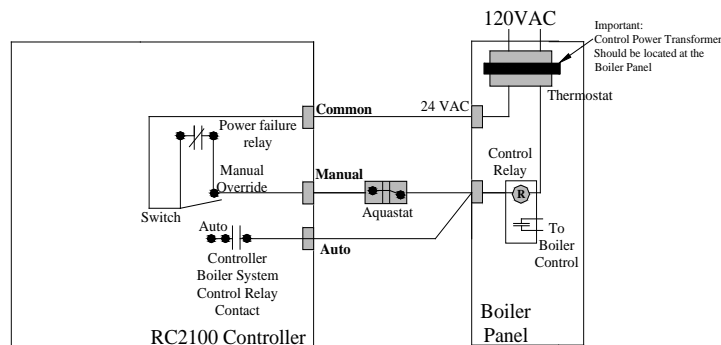 120VAC
Important:
Control Power Transformer
Should be located at the
Boiler Panel
Thermostat
Common
24 VAC
Power failure
relay
Manual
Override
Manual
Control
Relay
R
Switch
Aquastat
Auto
Auto
To
Boiler
Control
Controller
Boiler System
Control Relay
Contact
RC2100 Controller
Boiler
Panel